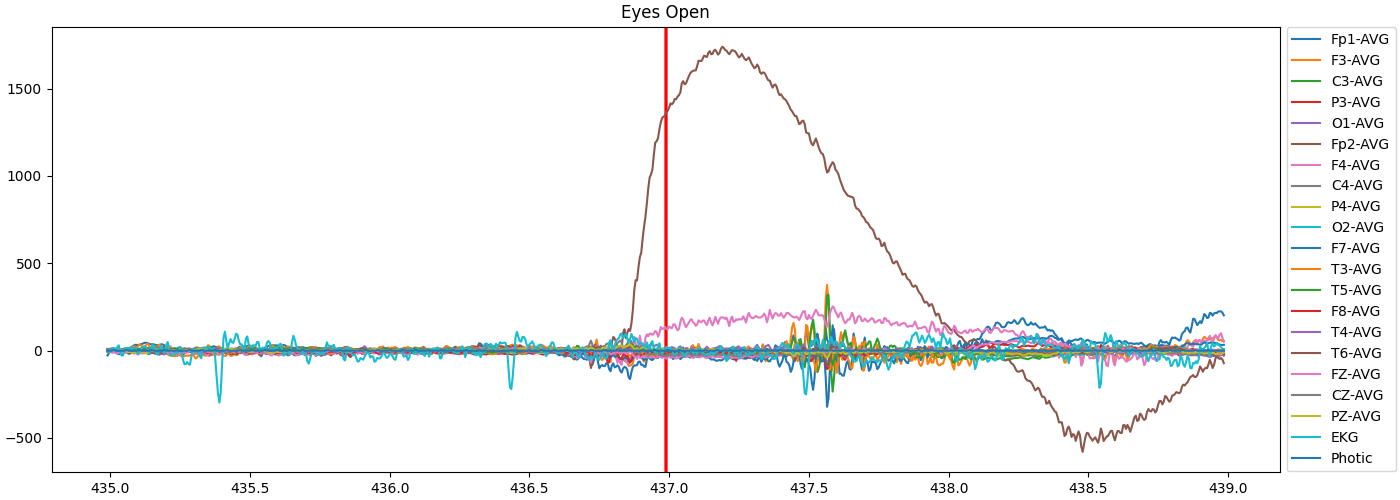 Eyes Open
1500
1000
500
0
−500
435.0 435.5 436.0 436.5 437.0 437.5 438.0 438.5 439.0
Fp1-AVG
F3-AVG
C3-AVG
P3-AVG
O1-AVG
Fp2-AVG
F4-AVG
C4-AVG
P4-AVG
O2-AVG
F7-AVG
T3-AVG
T5-AVG
F8-AVG
T4-AVG
T6-AVG
FZ-AVG
CZ-AVG
PZ-AVG
EKG
Photic